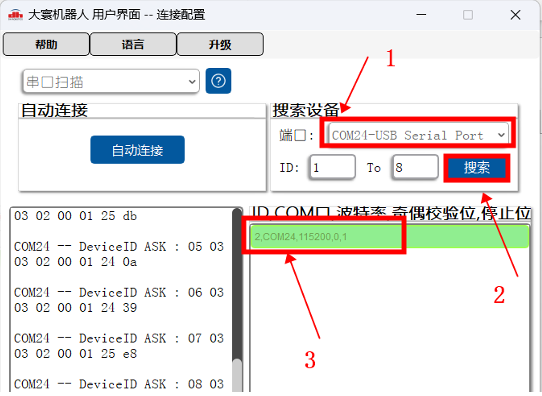 大寰机器人 用户界面 -- 连接配置
帮助
语言
升级
串口扫描
1
自动连接
搜索设备
端口:
COM24-USB Serial Port
自动连接
ID:
1
To
8
搜索
03 02 00 01 25 db
ID,COM口,波特率,奇偶校验位,停止位
2,COM24,115200,0,1
COM24 -- DeviceID ASK : 05 03
03 02 00 01 24 0a
COM24 -- DeviceID ASK : 06 03
03 02 00 01 24 39
2
COM24 -- DeviceID ASK : 07 03
03 02 00 01 25 e8
3
COM24 -- DeviceID ASK : 08 03